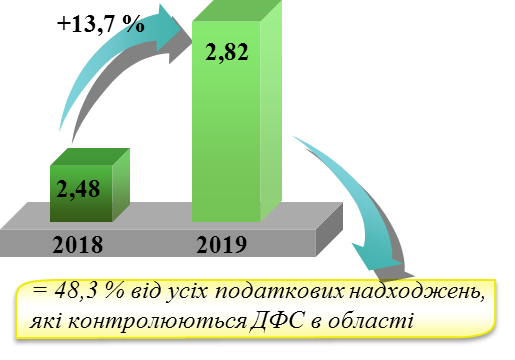 +13,7 %
2,82
2,48
2018 2019
= 48,3 % від усіх податкових надходжень,
які контролюються ДФС в області